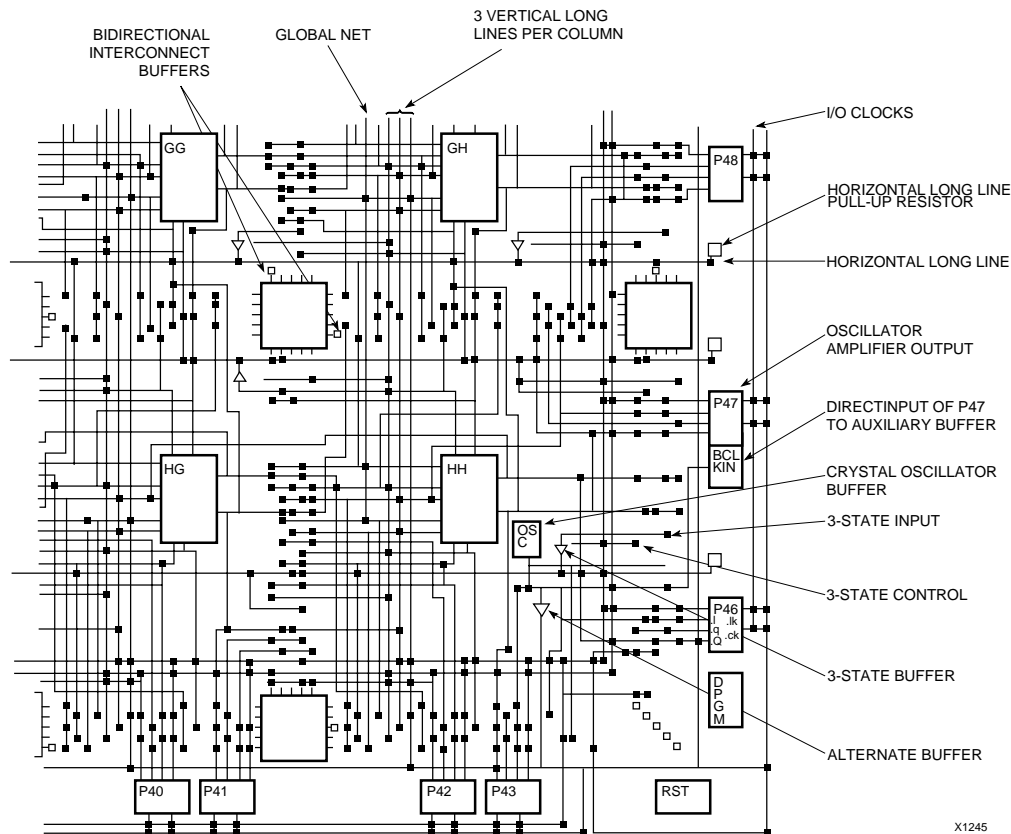 3 VERTICAL LONG
LINES PER COLUMN
BIDIRECTIONAL
INTERCONNECT
BUFFERS
GLOBAL NET
I/O CLOCKS
GG
GH
P48
HORIZONTAL LONG LINE
PULL-UP RESISTOR
HORIZONTAL LONG LINE
OSCILLATOR
AMPLIFIER OUTPUT
P47
DIRECTINPUT OF P47
TO AUXILIARY BUFFER
BCL
KIN
HG
HH
CRYSTAL OSCILLATOR
BUFFER
OS
C
3-STATE INPUT
3-STATE CONTROL
P46
.I
.lk
.q
.ck
.Q
3-STATE BUFFER
D
P
G
M
ALTERNATE BUFFER
P40
P41
P42
P43
RST
X1245